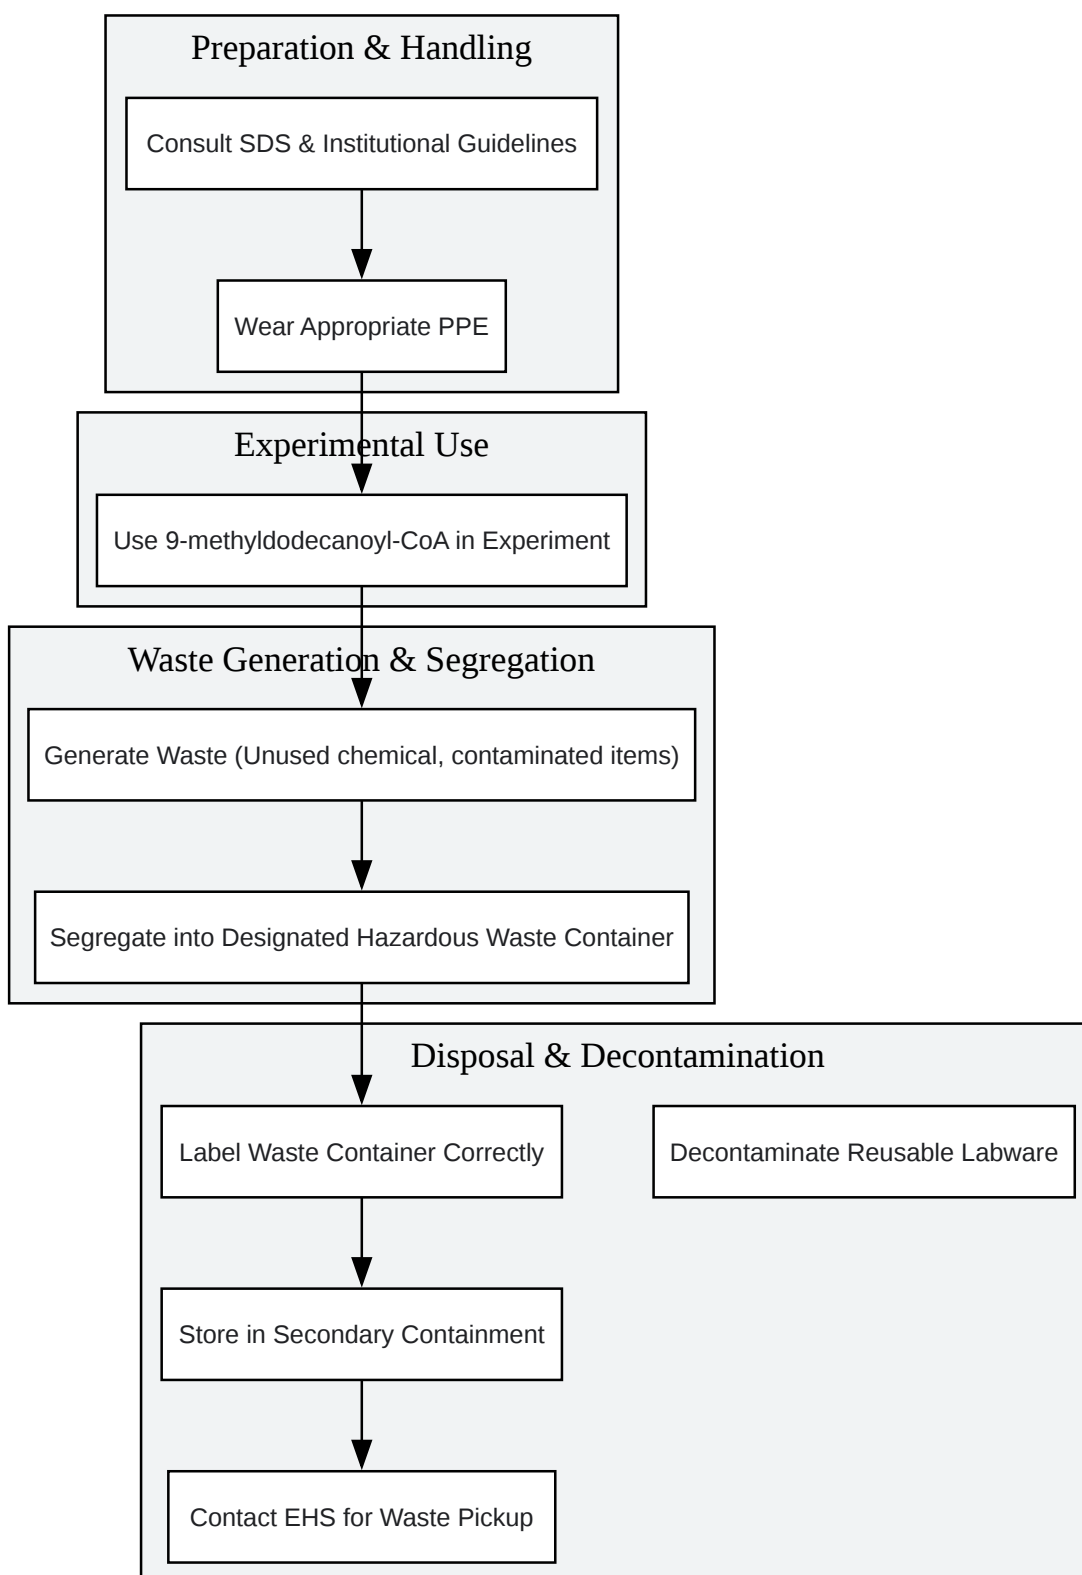 Preparation & Handling
Consult SDS & Institutional Guidelines
Wear Appropriate PPE
Experimental Use
Use 9-methyldodecanoyl-CoA in Experiment
Waste Generation & Segregation
Generate Waste (Unused chemical, contaminated items)
Segregate into Designated Hazardous Waste Container
Disposal & Decontamination
Label Waste Container Correctly
Decontaminate Reusable Labware
Store in Secondary Containment
Contact EHS for Waste Pickup